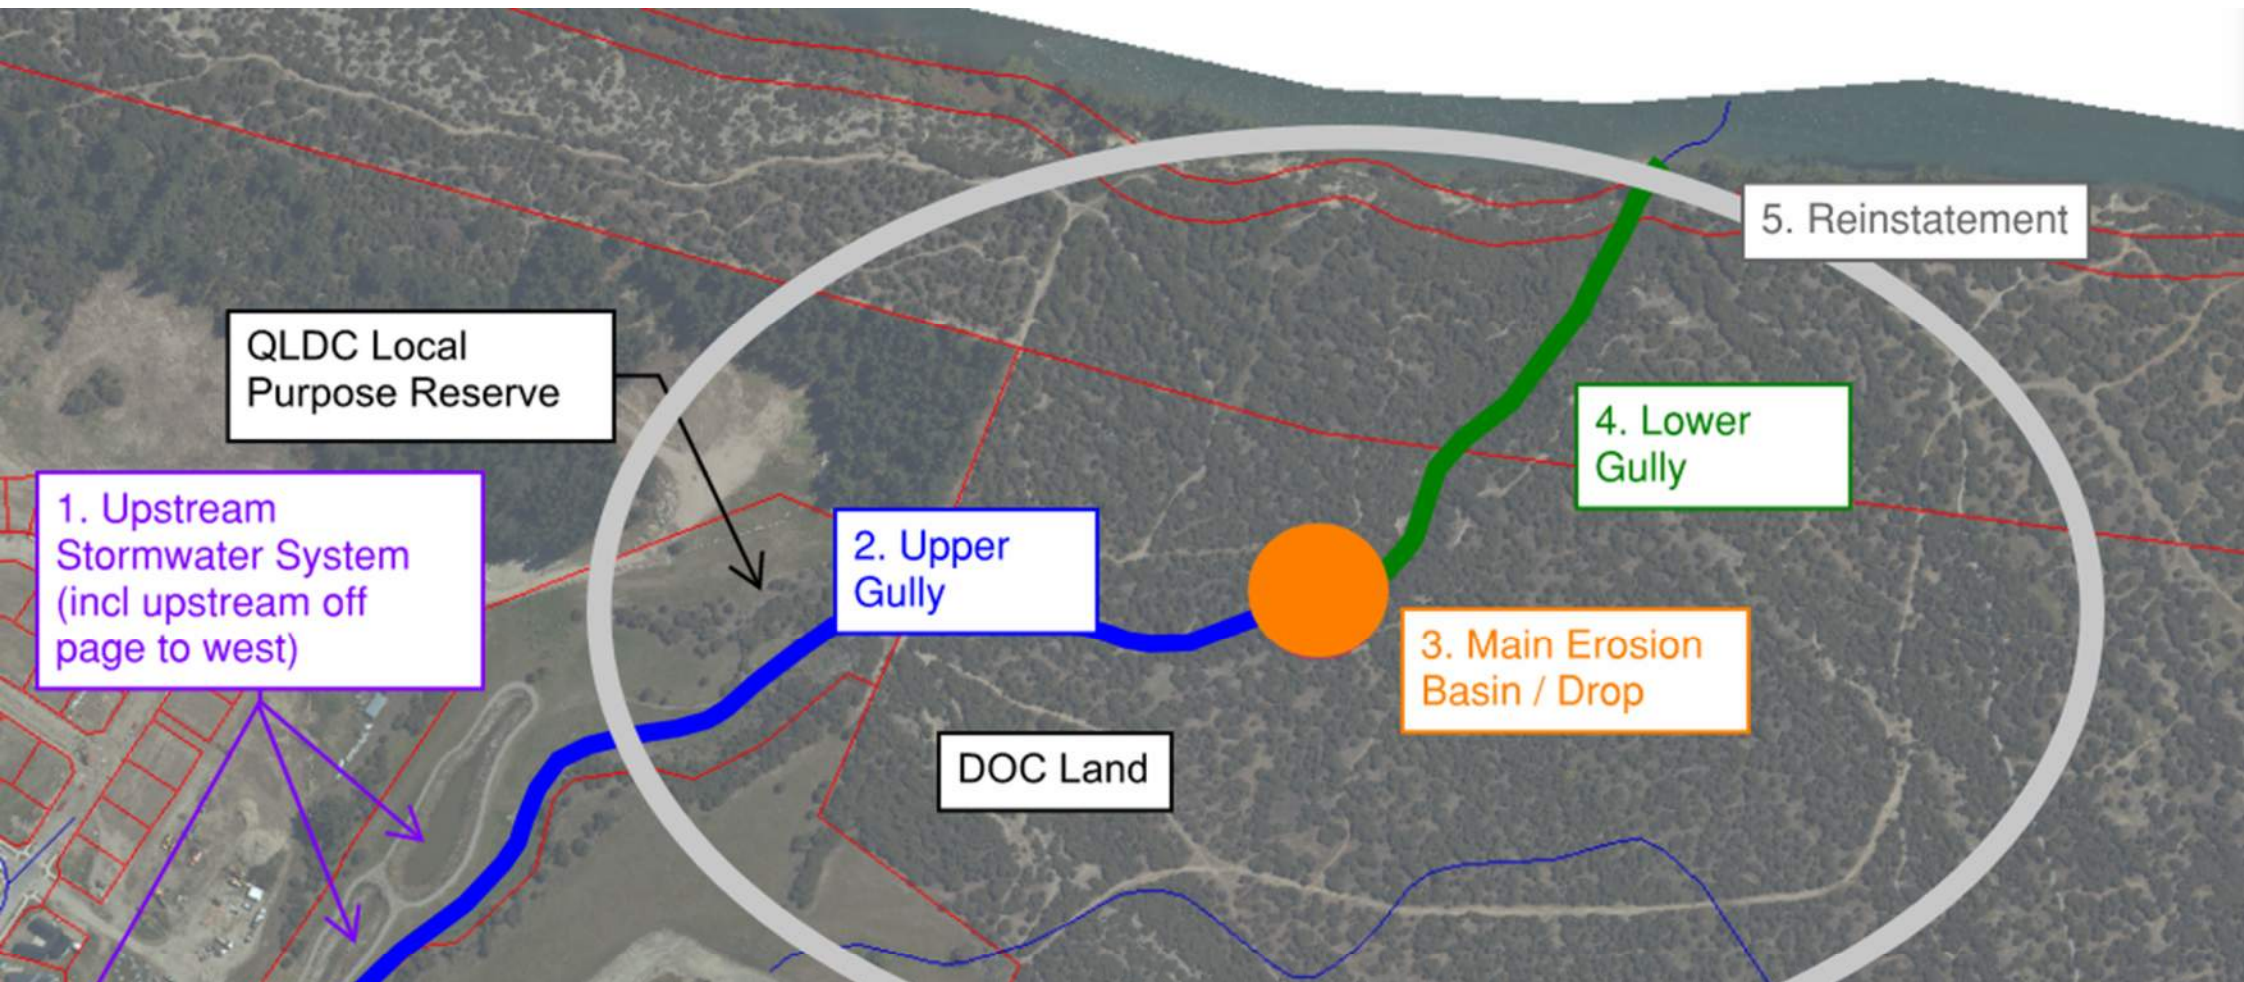 5. Reinstatement
QLDC Local
Purpose Reserve
4. Lower
Gully
1. Upstream
Stormwater System
(incl upstream off
page to west)
2. Upper
Gully
3. Main Erosion
Basin / Drop
DOC Land